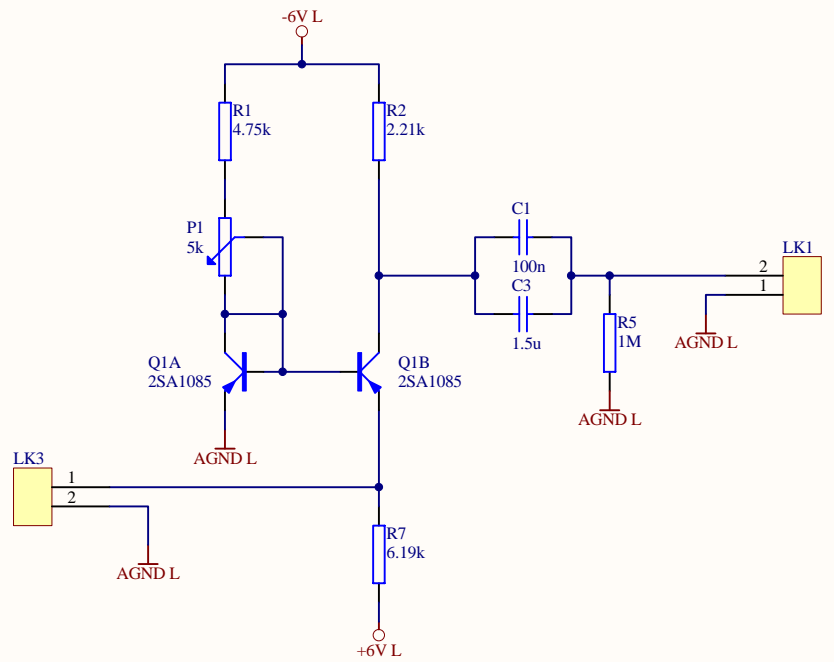 -6V L
R1
4.75k
R2
2.21k
P1
5k
C1
100n
C3
1.5u
LK1
2
1
R5
1M
AGND L
Q1A
2SA1085
Q1B
2SA1085
AGND L
AGND L
LK3
1
2
R7
6.19k
AGND L
+6V L